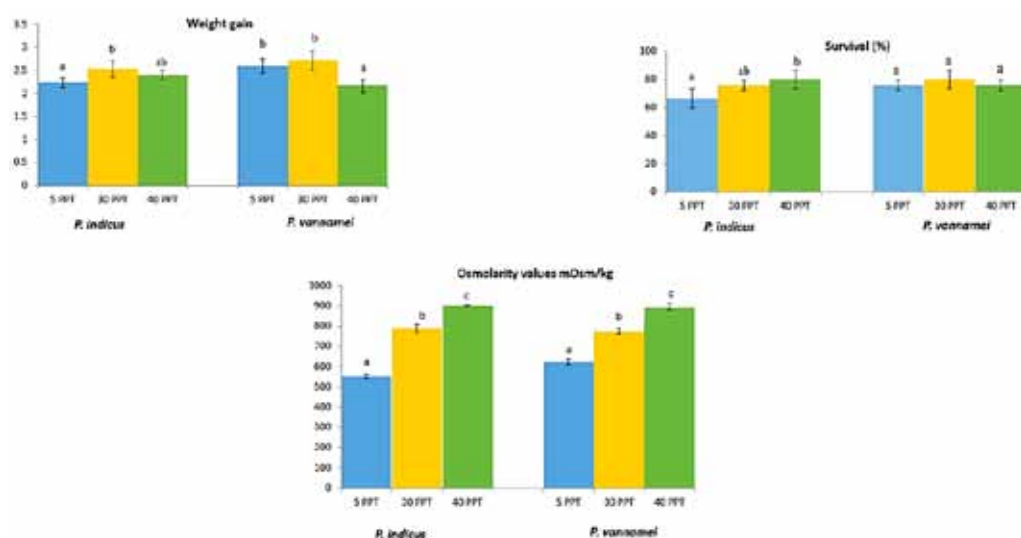 Weight gain
3.5
3
2.5
2
1.5
1
0.5
0
a
b
ab
b
b
a
5 PPT 30 PPT 40 PPT 5 PPT 30 PPT 40 PPT
P. indicus P. vannamei
Survival (%)
100
80
60
40
20
0
a
ab
b
a
a
a
5 PPT 30 PPT 40 PPT 5 PPT 30 PPT 40 PPT
P. indicus P. vannamei
Osmolarity values mOsm/kg
1000
900
800
700
600
500
400
300
200
100
0
a
b
c
a
b
c
5 PPT 30 PPT 40 PPT 5 PPT 30 PPT 40 PPT
P. indicus P. vannamei